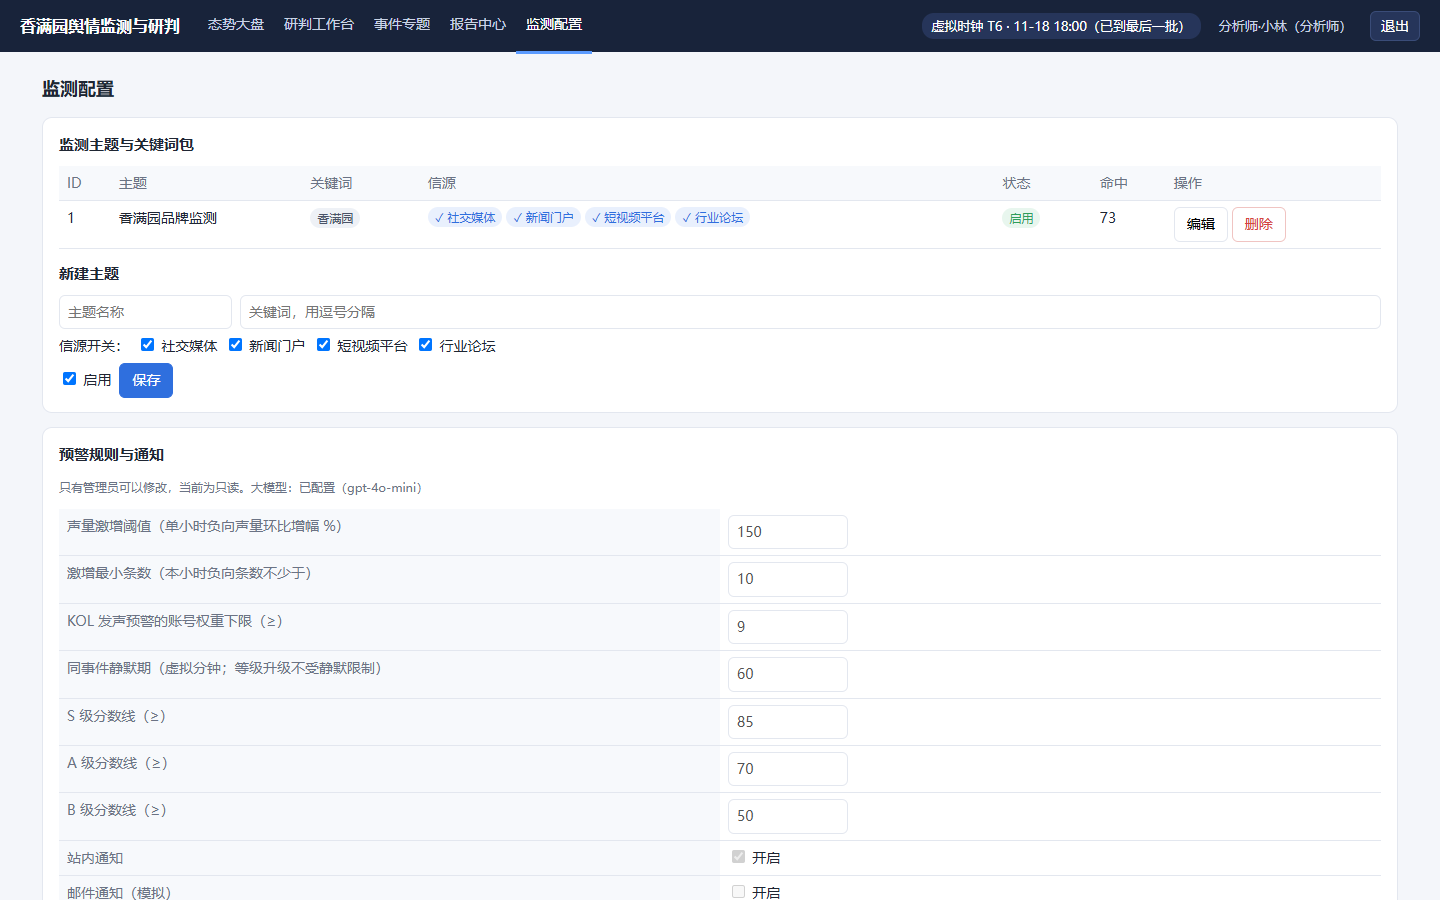 香满园舆情监测与研判 态势大盘 研判工作台 事件专题 报告中心 监测配置 虚拟时钟 T6 · 11-18 18:00（已到最后一批） 分析师·小林（分析师） 退出
监测配置
监测主题与关键词包
ID 主题 关键词 信源 状态 命中 操作
1 香满园品牌监测 香满园 ✓ 社交媒体 ✓ 新闻门户 ✓ 短视频平台 ✓ 行业论坛 启用 73 编辑 删除
新建主题
主题名称 关键词，用逗号分隔
信源开关： 社交媒体 新闻门户 短视频平台 行业论坛
启用 保存
预警规则与通知
只有管理员可以修改，当前为只读。大模型：已配置（gpt-4o-mini）
声量激增阈值（单小时负向声量环比增幅 %） 150
激增最小条数（本小时负向条数不少于） 10
KOL 发声预警的账号权重下限（≥） 9
同事件静默期（虚拟分钟；等级升级不受静默限制） 60
S 级分数线（≥） 85
A 级分数线（≥） 70
B 级分数线（≥） 50
站内通知 开启
邮件通知（模拟） 开启